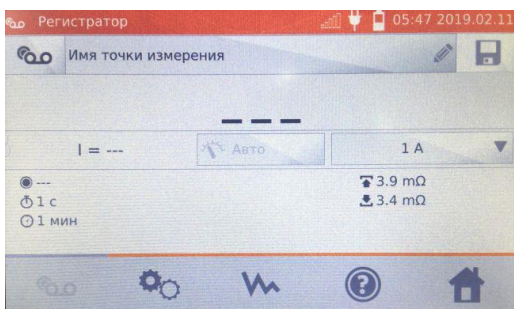 Регистратор 05:47 2019.02.11
Имя точки измерения
---
I = --- Авто 1 A
--- 3.9 mΩ
1 с 3.4 mΩ
1 мин
?